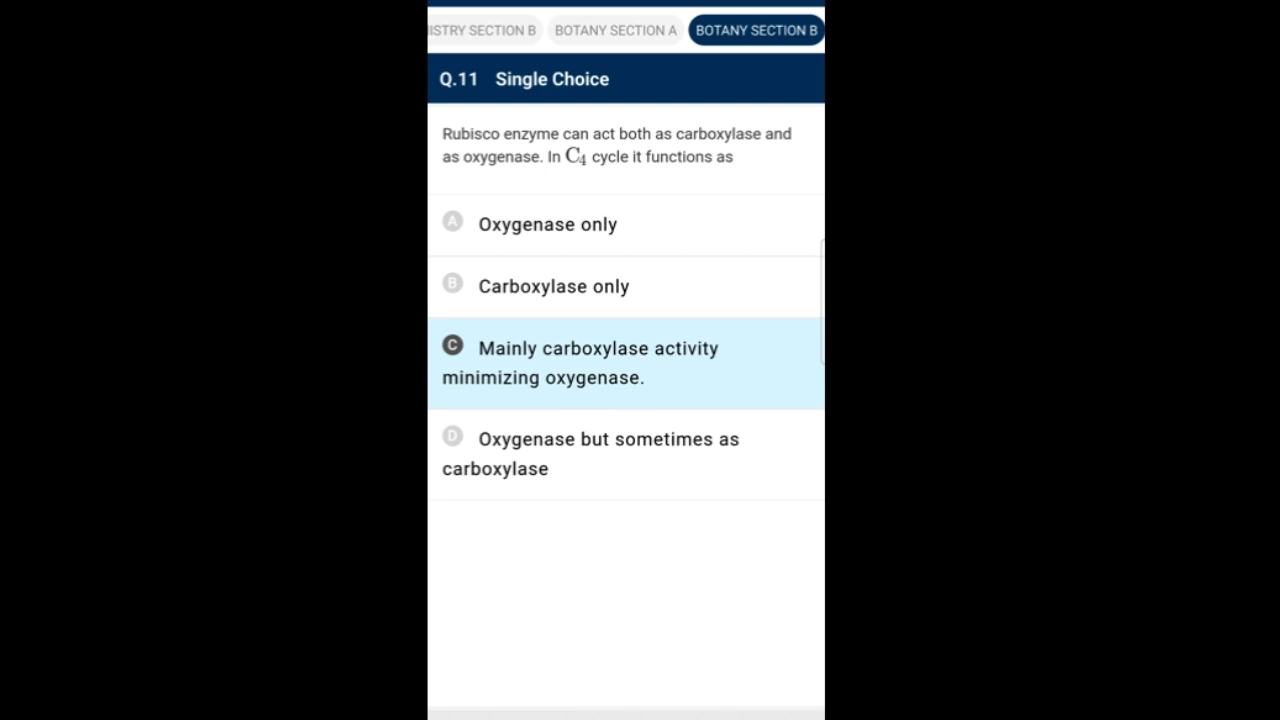 ISTRY SECTION B BOTANY SECTION A BOTANY SECTION B
Q.11 Single Choice
Rubisco enzyme can act both as carboxylase and
as oxygenase. In C₄ cycle it functions as
A Oxygenase only
B Carboxylase only
C Mainly carboxylase activity
minimizing oxygenase.
D Oxygenase but sometimes as
carboxylase